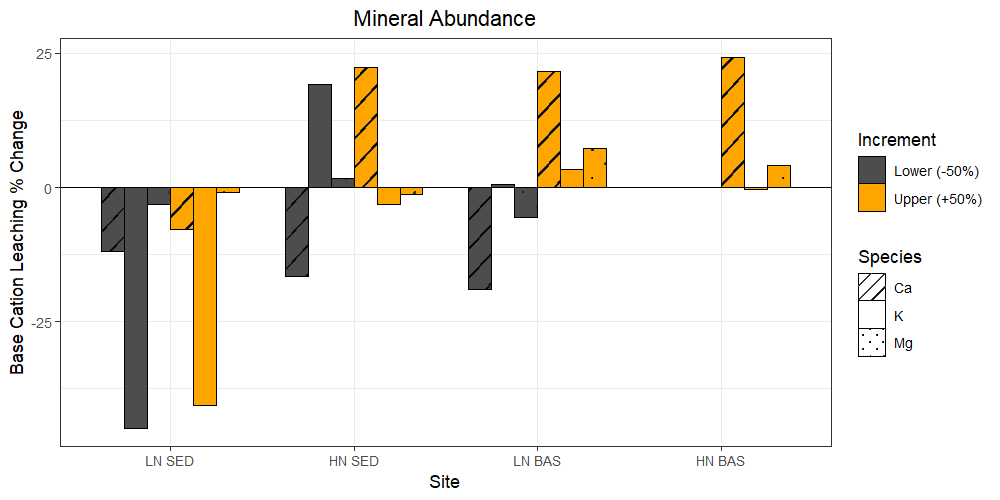 Mineral Abundance
Base Cation Leaching % Change
25
0
-25
LN SED
HN SED
LN BAS
HN BAS
Site
Increment
Lower (-50%)
Upper (+50%)
Species
Ca
K
Mg